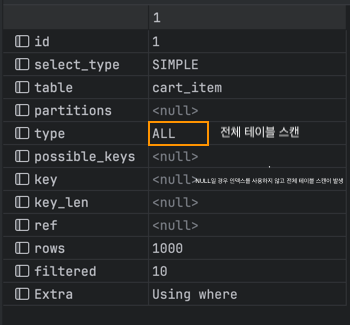 1
id 1
select_type SIMPLE
table cart_item
partitions <null>
type ALL 전체 테이블 스캔
possible_keys <null>
key <null>NULL일 경우 인덱스를 사용하지 않고 전체 테이블 스캔이 발생
key_len <null>
ref <null>
rows 1000
filtered 10
Extra Using where